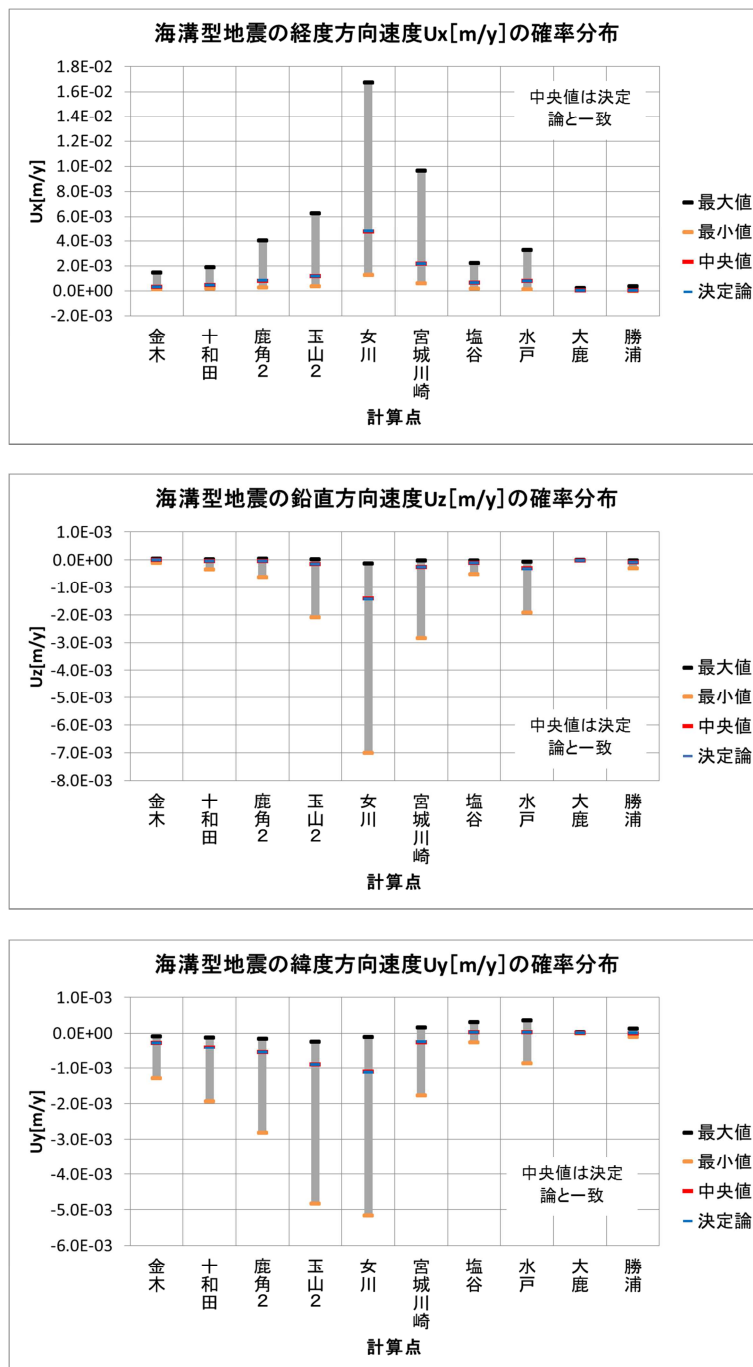 海溝型地震の経度方向速度Ux[m/y]の確率分布
1.8E-02
1.6E-02
1.4E-02
1.2E-02
1.0E-02
8.0E-03
6.0E-03
4.0E-03
2.0E-03
0.0E+00
-2.0E-03
Ux[m/y]
中央値は決定
論と一致
最大値
最小値
中央値
決定論
金木
十和田
鹿角2
玉山2
女川
宮城川崎
塩谷
水戸
大鹿
勝浦
計算点
海溝型地震の鉛直方向速度Uz[m/y]の確率分布
1.0E-03
0.0E+00
-1.0E-03
-2.0E-03
-3.0E-03
-4.0E-03
-5.0E-03
-6.0E-03
-7.0E-03
-8.0E-03
Uz[m/y]
中央値は決定
論と一致
最大値
最小値
中央値
決定論
金木
十和田
鹿角2
玉山2
女川
宮城川崎
塩谷
水戸
大鹿
勝浦
計算点
海溝型地震の緯度方向速度Uy[m/y]の確率分布
1.0E-03
0.0E+00
-1.0E-03
-2.0E-03
-3.0E-03
-4.0E-03
-5.0E-03
-6.0E-03
Uy[m/y]
中央値は決定
論と一致
最大値
最小値
中央値
決定論
金木
十和田
鹿角2
玉山2
女川
宮城川崎
塩谷
水戸
大鹿
勝浦
計算点